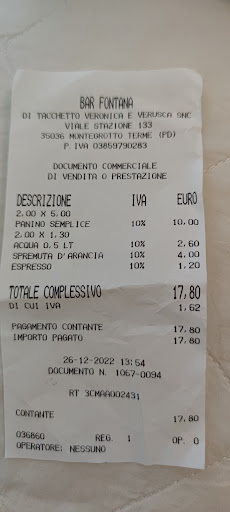 BAR FONTANA
DI TACCHETTO VERONICA E VERUSCA SNC
VIALE STAZIONE 133
35036 MONTEGROTTO TERME (PD)
P. IVA 03859790283
DOCUMENTO COMMERCIALE
DI VENDITA O PRESTAZIONE
DESCRIZIONE IVA EURO
2.00 X 5.00
PANINO SEMPLICE 10% 10,00
2.00 X 1.30
ACQUA 0.5 LT 10% 2,60
SPREMUTA D'ARANCIA 10% 4,00
ESPRESSO 10% 1,20
TOTALE COMPLESSIVO 17,80
DI CUI IVA 1,62
PAGAMENTO CONTANTE 17,80
IMPORTO PAGATO 17,80
26-12-2022 13:54
DOCUMENTO N. 1067-0094
RT 3CMAA002431
CONTANTE 17,80
036860 REG. 1 OP. 0
OPERATORE: NESSUNO